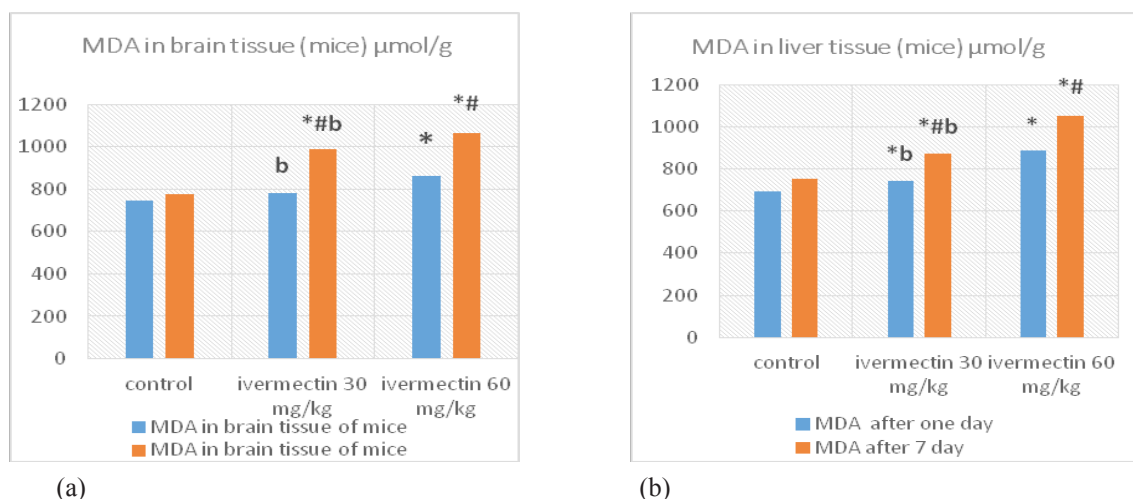 MDA in brain tissue (mice) µmol/g
1200
1000
800
600
400
200
0
b
*#b
*
*#
control
ivermectin 30 mg/kg
ivermectin 60 mg/kg
MDA in brain tissue of mice
MDA in brain tissue of mice
(a)
MDA in liver tissue (mice) µmol/g
1200
1000
800
600
400
200
0
*b
*#b
*
*#
control
ivermectin 30 mg/kg
ivermectin 60 mg/kg
MDA after one day
MDA after 7 day
(b)